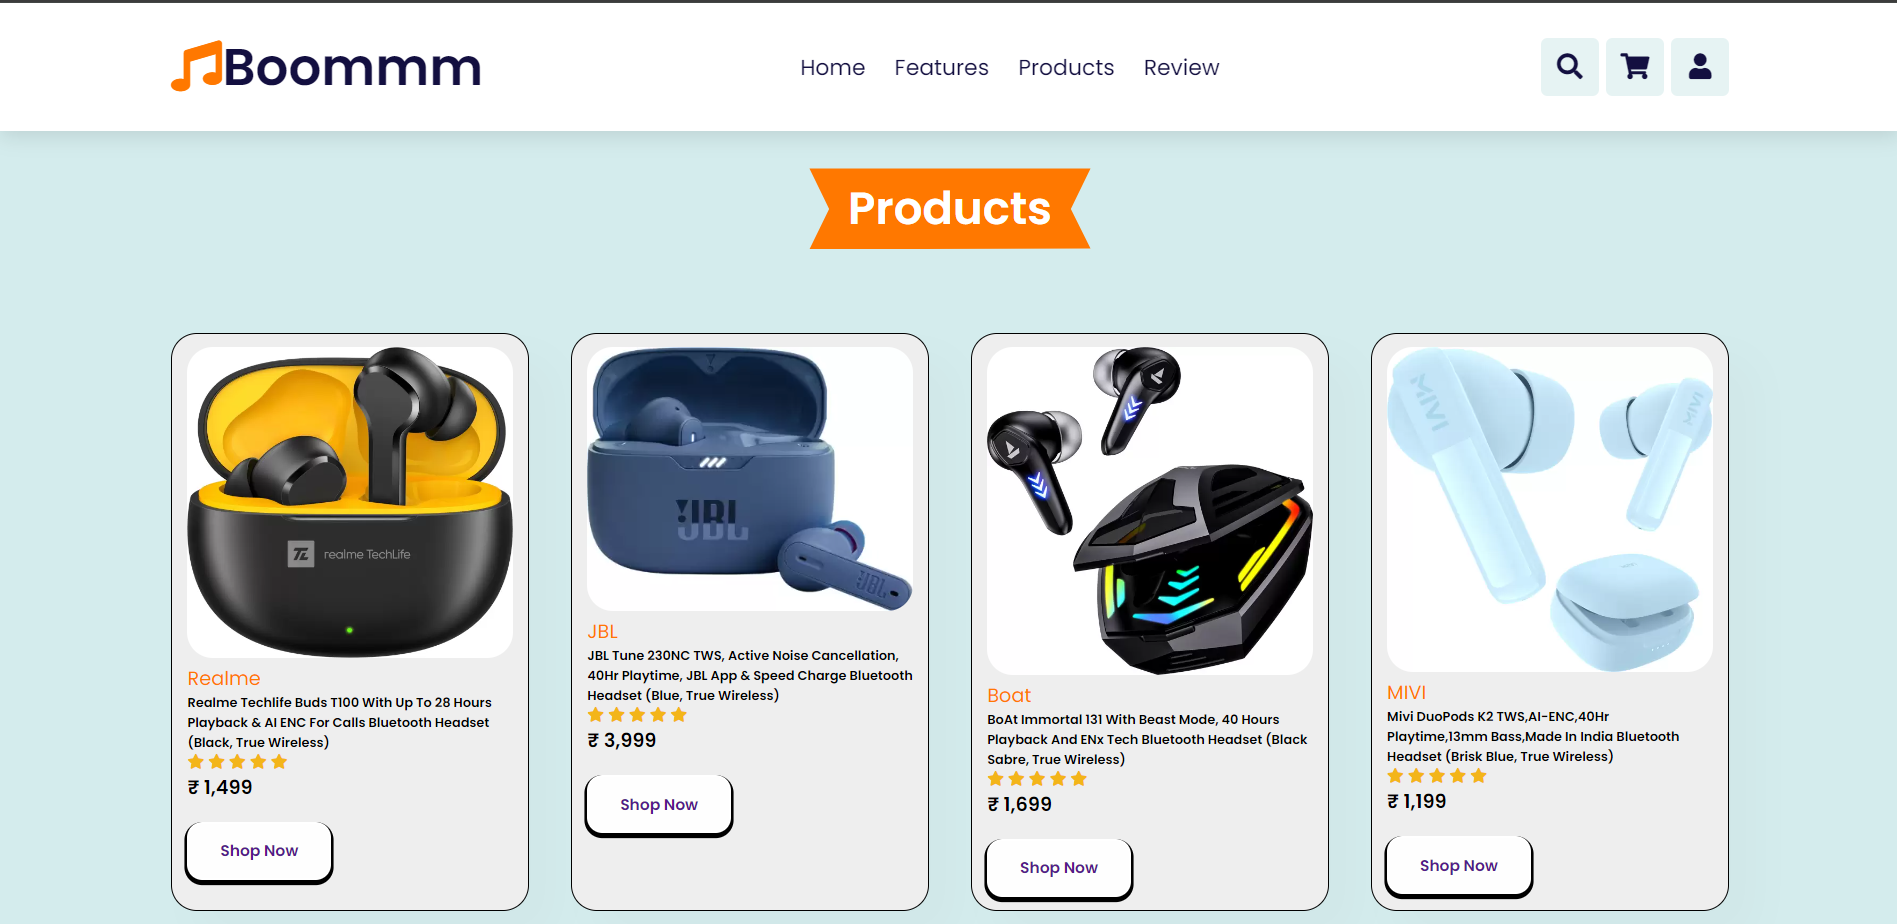 Boommm
Home Features Products Review
Products
realme TechLife
Realme
Realme Techlife Buds T100 With Up To 28 Hours
Playback & AI ENC For Calls Bluetooth Headset
(Black, True Wireless)
₹ 1,499
Shop Now
JBL
JBL
JBL
JBL Tune 230NC TWS, Active Noise Cancellation,
40Hr Playtime, JBL App & Speed Charge Bluetooth
Headset (Blue, True Wireless)
₹ 3,999
Shop Now
Boat
BoAt Immortal 131 With Beast Mode, 40 Hours
Playback And ENx Tech Bluetooth Headset (Black
Sabre, True Wireless)
₹ 1,699
Shop Now
MIVI
MIVI
MIVI
Mivi DuoPods K2 TWS,AI-ENC,40Hr
Playtime,13mm Bass,Made In India Bluetooth
Headset (Brisk Blue, True Wireless)
₹ 1,199
Shop Now